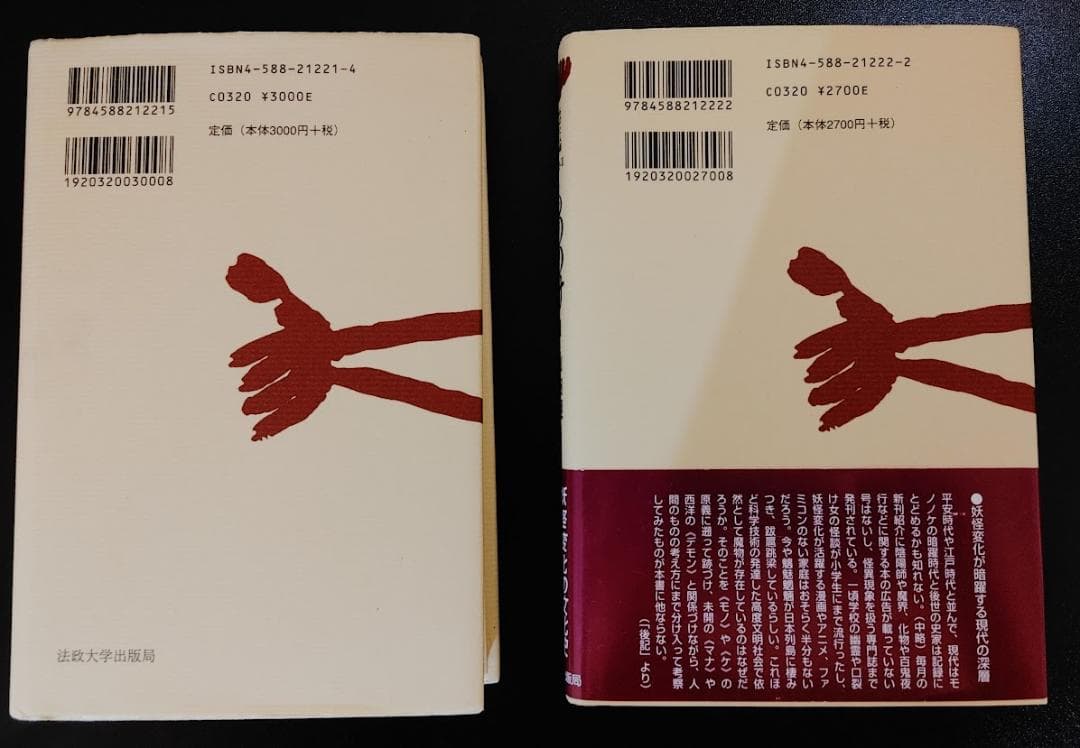 ISBN4-588-21221-4
9784588212215
C0320 ¥3000E
定価（本体3000円＋税）
1920320030008
法政大学出版局
ISBN4-588-21222-2
9784588212222
C0320 ¥2700E
定価（本体2700円＋税）
1920320027008
●妖怪変化が暗躍する現代の深層
平安時代や江戸時代と並んで、現代はモ
ノノケの暗躍時代と後世の史家は記録に
とどめるかも知れない。（中略）毎月の
新刊紹介に陰陽師や魔界、化物や百鬼夜
行などに関する本の広告が載っていない
号はないし、怪異現象を扱う専門誌まで
発刊されている。一頃学校の幽霊や口裂
け女の怪談が小学生にまで流行ったし、
妖怪変化が活躍する漫画やアニメ、ファ
ミコンのない家庭はおそらく半分もない
だろう。今や魑魅魍魎が日本列島に棲み
つき、跋扈跳梁しているらしい。これほ
ど科学技術の発達した高度文明社会で依
然として魔物が存在しているのはなぜだ
ろうか。そのことを〈モノ〉や〈ケ〉の
原義に遡って跡づけ、未開の〈マナ〉や
西洋の〈デモン〉と関係づけながら、人
間のものの考え方にまで分け入って考察
してみたものが本書に他ならない。
（「後記」より）
妖怪変化の
版局